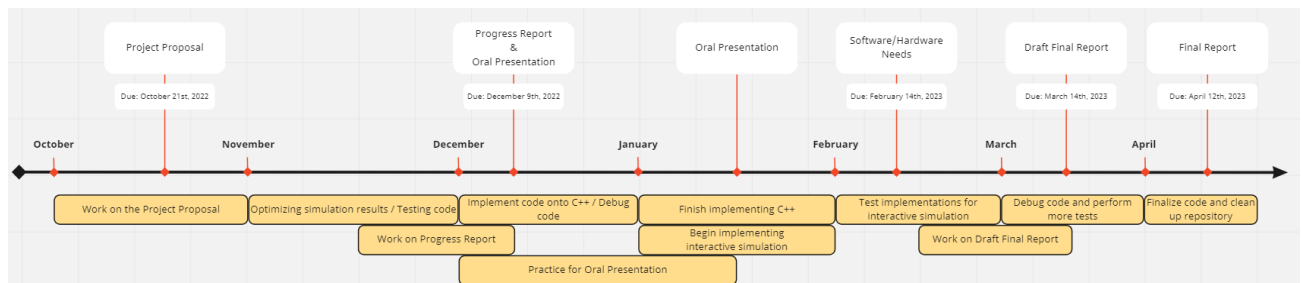 Project Proposal
Due: October 21st, 2022
Progress Report
&
Oral Presentation
Due: December 9th, 2022
Oral Presentation
Software/Hardware
Needs
Due: February 14th, 2023
Draft Final Report
Due: March 14th, 2023
Final Report
Due: April 12th, 2023
October
November
December
January
February
March
April
Work on the Project Proposal
Optimizing simulation results / Testing code
Implement code onto C++ / Debug
code
Finish implementing C++
Test implementations for
interactive simulation
Debug code and perform
more tests
Finalize code and clean
up repository
Work on Progress Report
Begin implementing
interactive simulation
Work on Draft Final Report
Practice for Oral Presentation